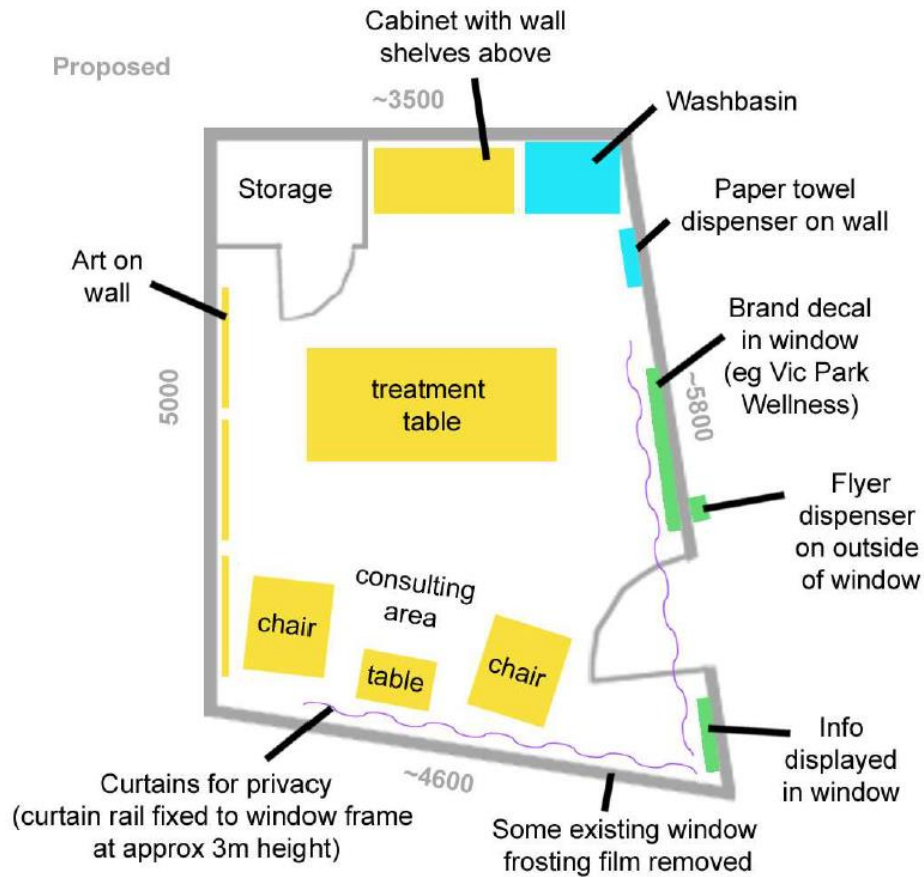 Proposed
Cabinet with wall
shelves above
~3500
Washbasin
Storage
Paper towel
dispenser on wall
Art on
wall
Brand decal
in window
(eg Vic Park
Wellness)
5000
treatment
table
~5800
Flyer
dispenser
on outside
of window
consulting
area
chair
table
chair
Info
displayed
in window
~4600
Curtains for privacy
(curtain rail fixed to window frame
at approx 3m height)
Some existing window
frosting film removed